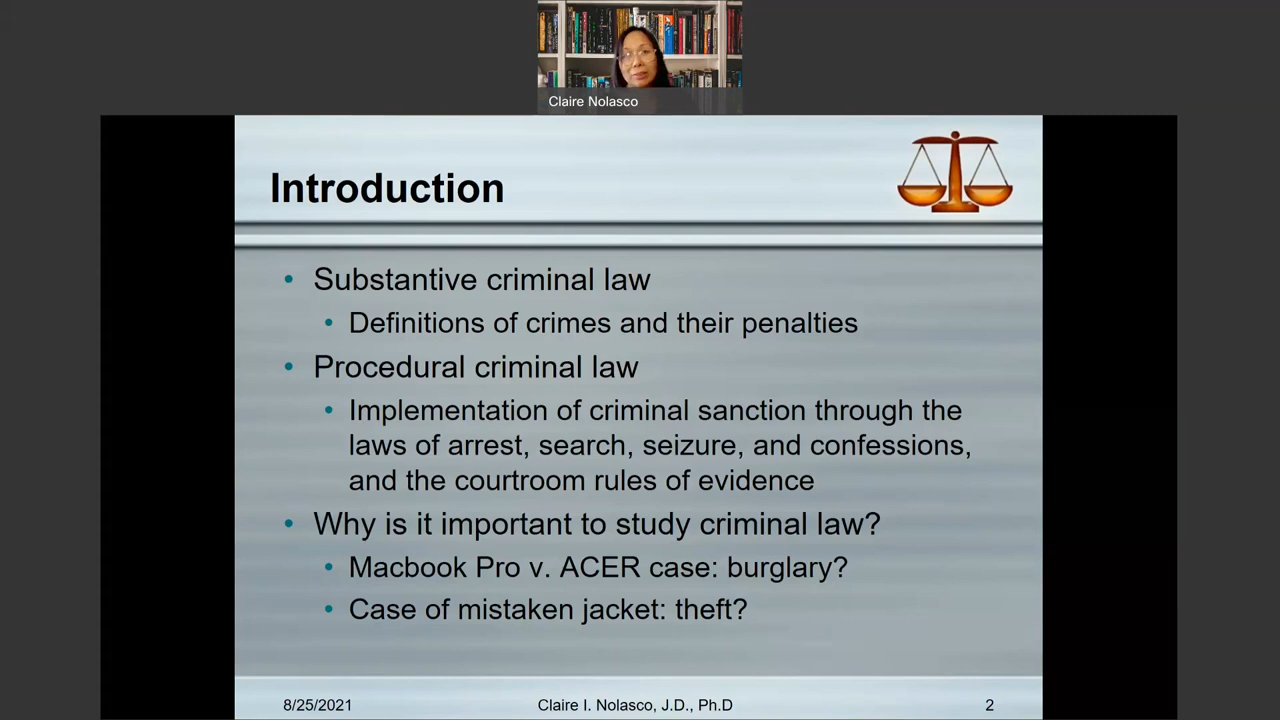 Claire Nolasco
Introduction
• Substantive criminal law
• Definitions of crimes and their penalties
• Procedural criminal law
• Implementation of criminal sanction through the
laws of arrest, search, seizure, and confessions,
and the courtroom rules of evidence
• Why is it important to study criminal law?
• Macbook Pro v. ACER case: burglary?
• Case of mistaken jacket: theft?
8/25/2021
Claire I. Nolasco, J.D., Ph.D
2